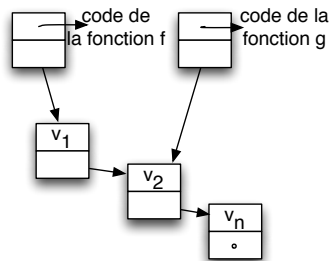 code de
la fonction f
code de la
fonction g
v1
v2
vn